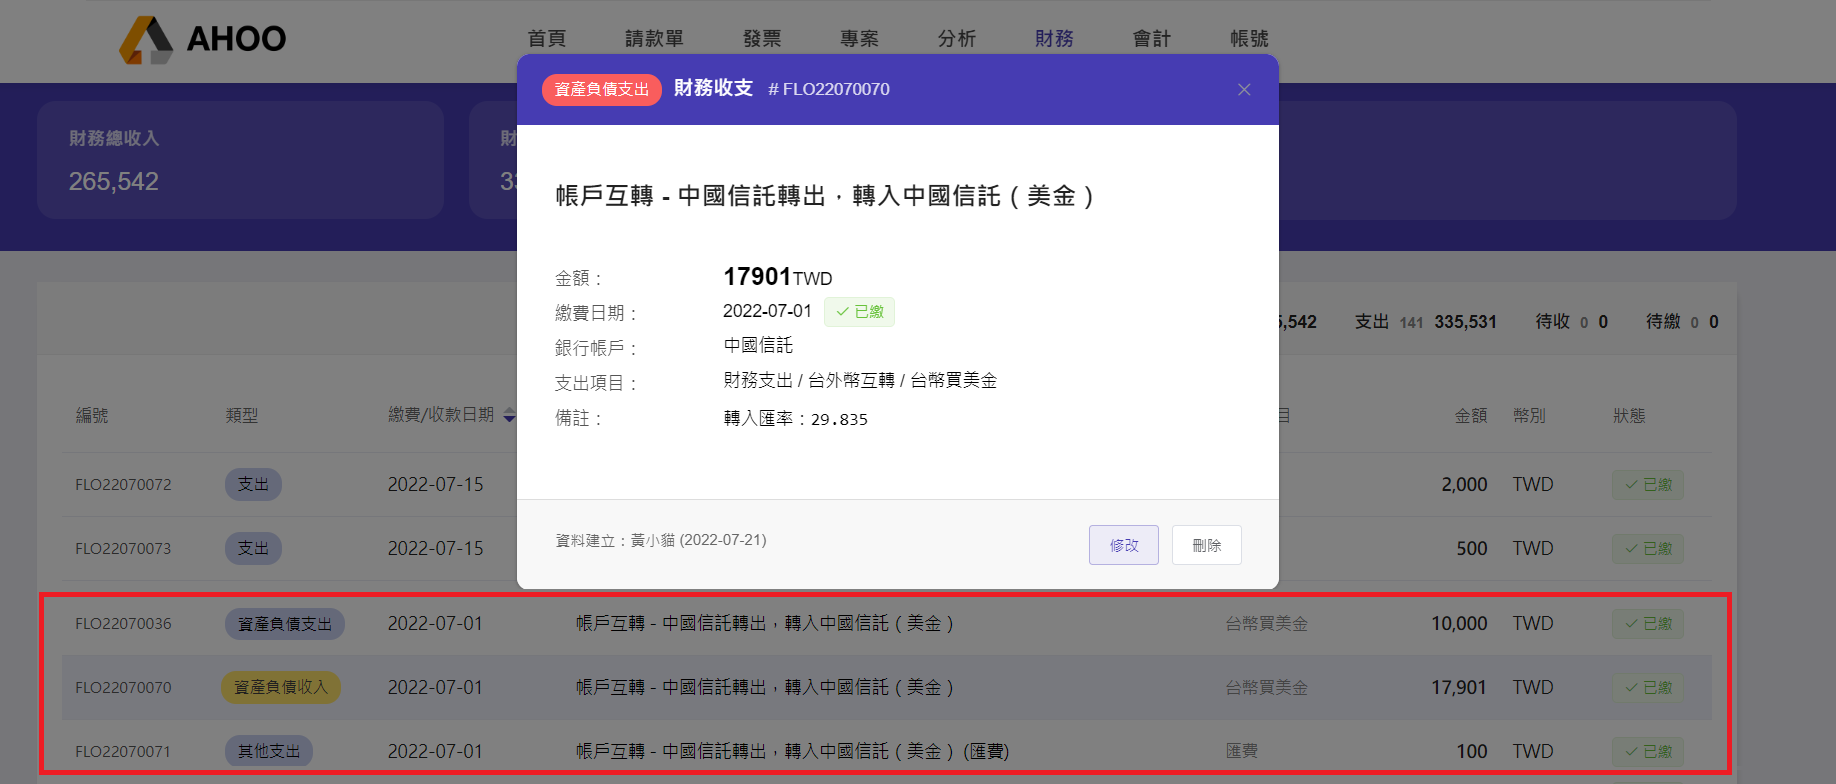 AHOO
首頁 請款單 發票 專案 分析 財務 會計 帳號
資產負債支出 財務收支 # FLO22070070
財務總收入
265,542
帳戶互轉 - 中國信託轉出，轉入中國信託（美金）
金額： 17901TWD
繳費日期： 2022-07-01 已繳
銀行帳戶： 中國信託
支出項目： 財務支出 / 台外幣互轉 / 台幣買美金
備註： 轉入匯率：29.835
資料建立：黃小貓 (2022-07-21)
修改 刪除
5,542 支出 141 335,531 待收 0 0 待繳 0 0
編號 類型 繳費/收款日期 目 金額 幣別 狀態
FLO22070072 支出 2022-07-15 2,000 TWD 已繳
FLO22070073 支出 2022-07-15 500 TWD 已繳
FLO22070036 資產負債支出 2022-07-01 帳戶互轉 - 中國信託轉出，轉入中國信託（美金） 台幣買美金 10,000 TWD 已繳
FLO22070070 資產負債收入 2022-07-01 帳戶互轉 - 中國信託轉出，轉入中國信託（美金） 台幣買美金 17,901 TWD 已繳
FLO22070071 其他支出 2022-07-01 帳戶互轉 - 中國信託轉出，轉入中國信託（美金）(匯費) 匯費 100 TWD 已繳